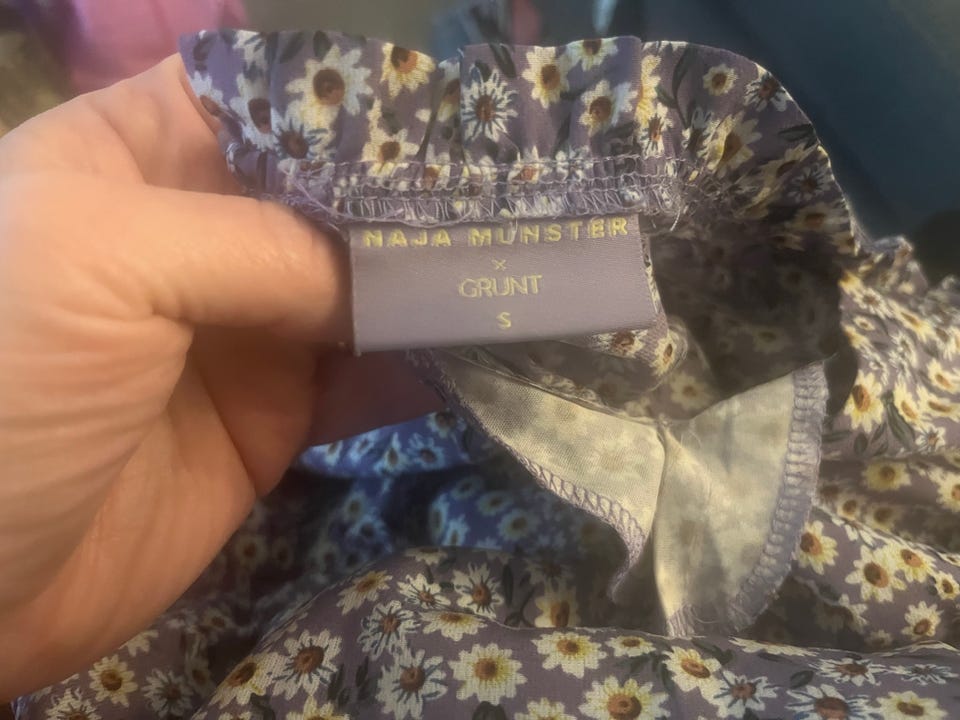 NAJA MUNSTER
×
GRUNT
S